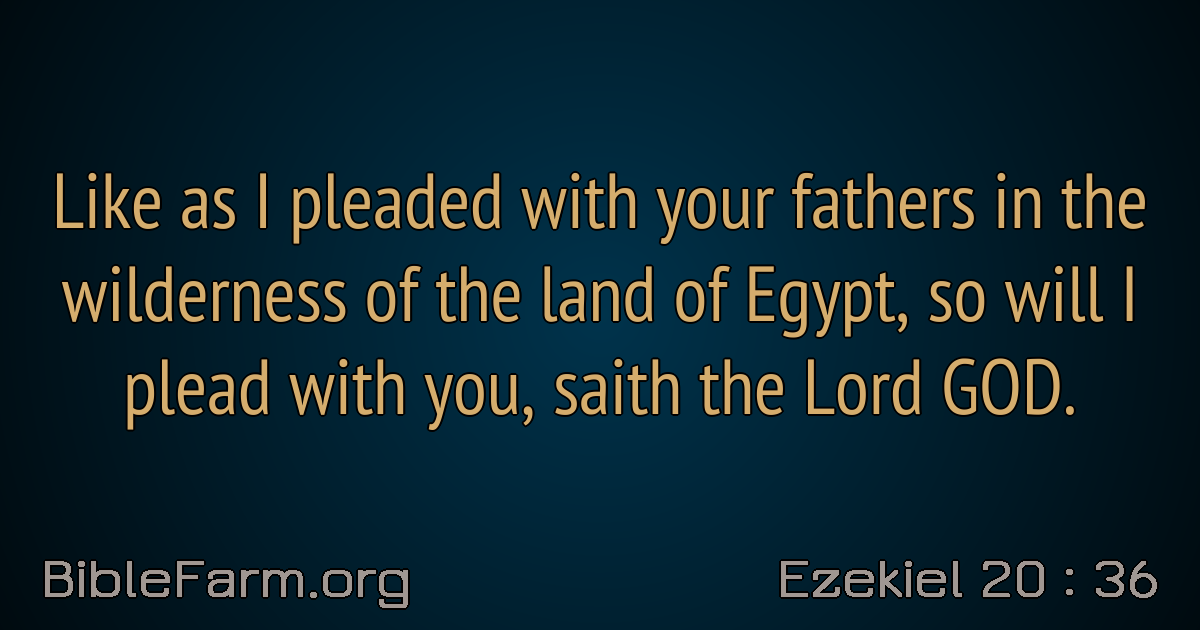 Like as I pleaded with your fathers in the
wilderness of the land of Egypt, so will I
plead with you, saith the Lord GOD.
BibleFarm.org
Ezekiel 20 : 36